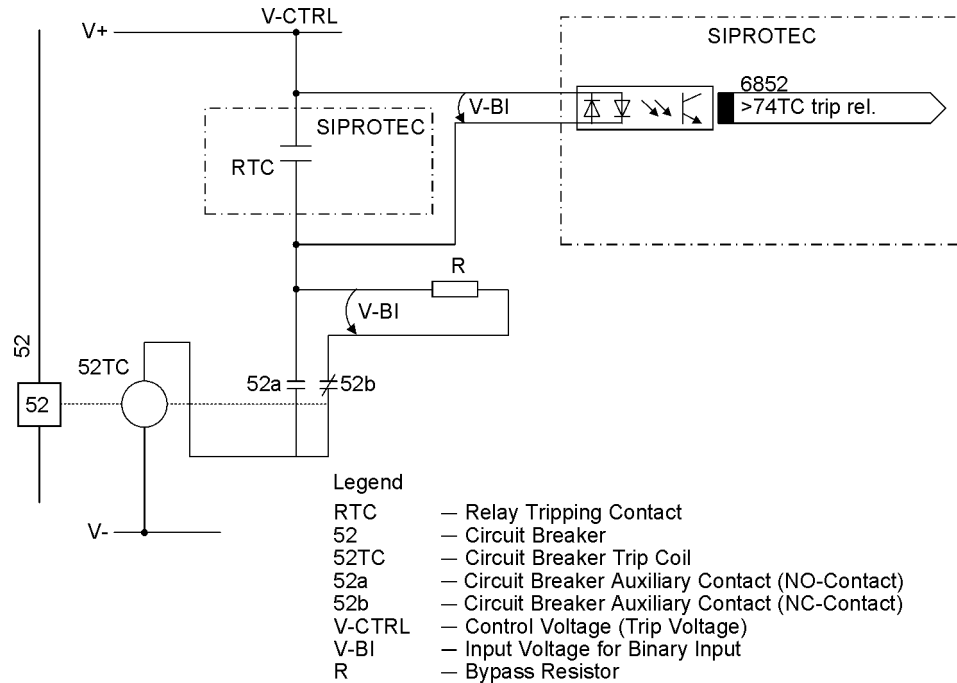 V-CTRL
V+
SIPROTEC
6852
>74TC trip rel.
V-BI
SIPROTEC
RTC
R
V-BI
52
52TC
52a
52b
52
V-
Legend
RTC — Relay Tripping Contact
52 — Circuit Breaker
52TC — Circuit Breaker Trip Coil
52a — Circuit Breaker Auxiliary Contact (NO-Contact)
52b — Circuit Breaker Auxiliary Contact (NC-Contact)
V-CTRL — Control Voltage (Trip Voltage)
V-BI — Input Voltage for Binary Input
R — Bypass Resistor